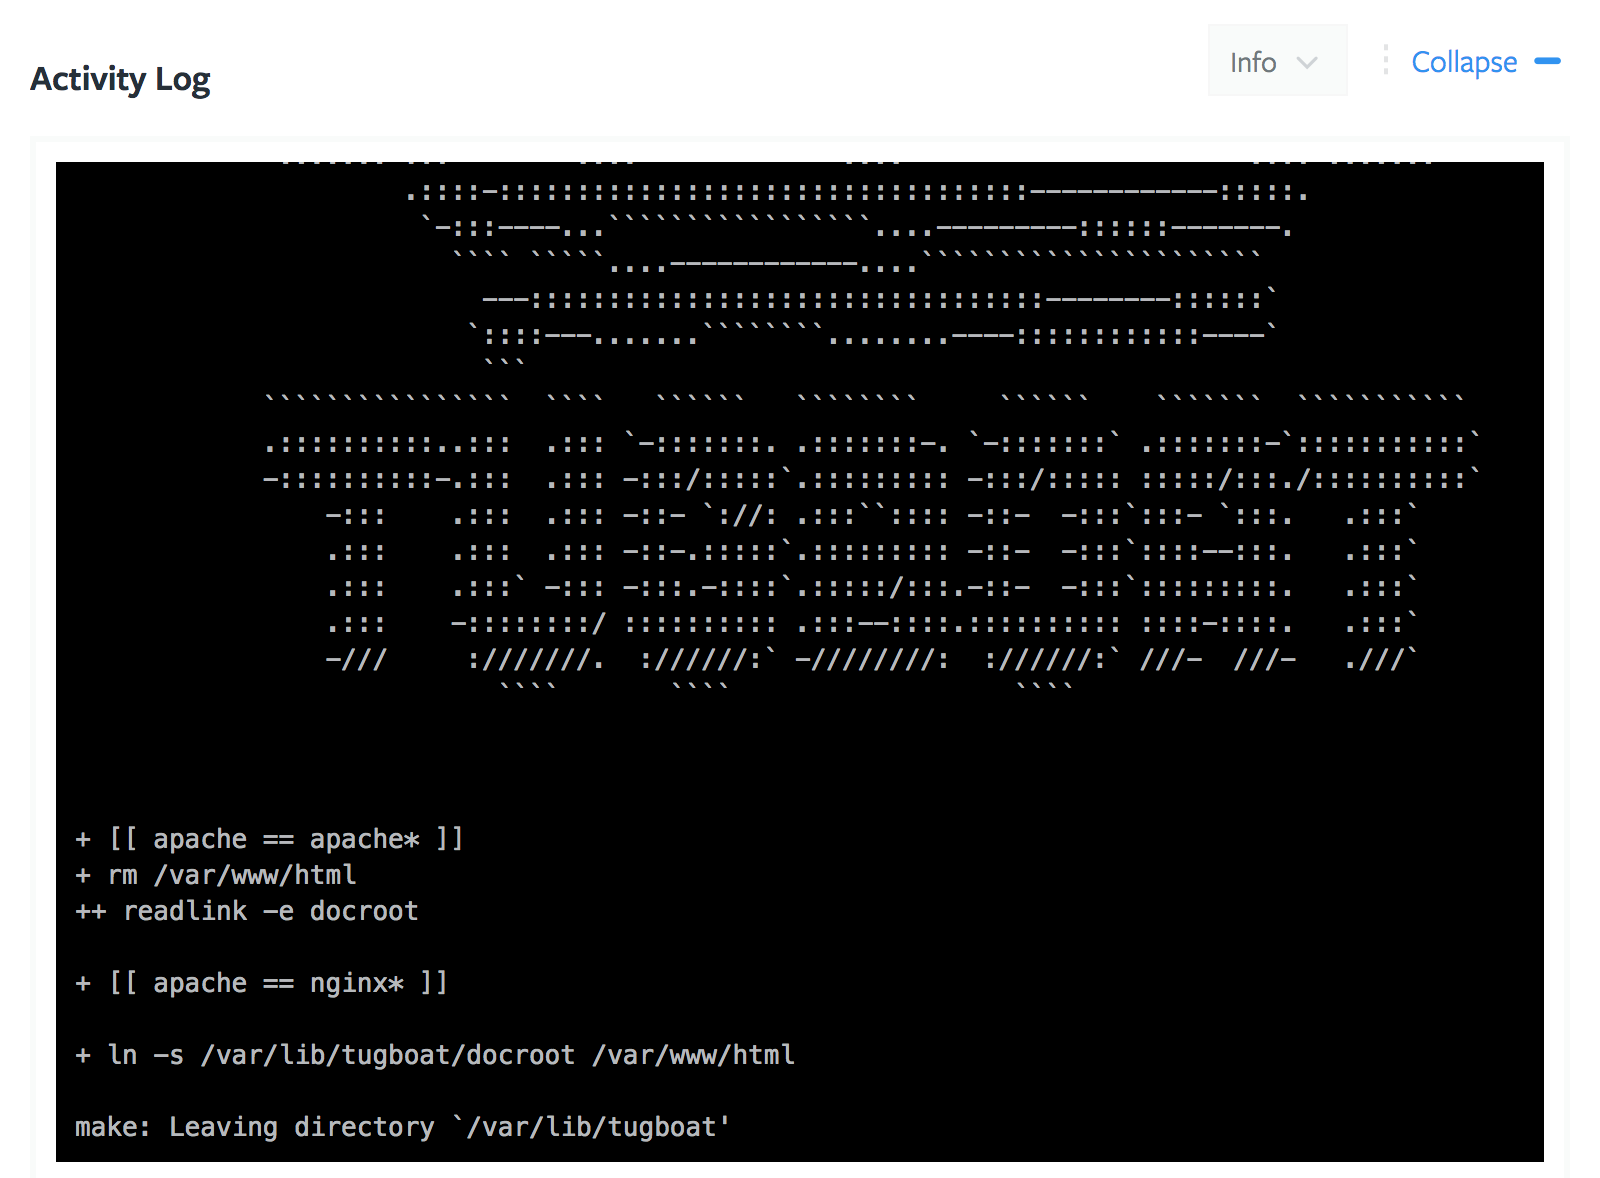 Activity Log
Info
Collapse
TUGBOAT
+ [[ apache == apache* ]]
+ rm /var/www/html
++ readlink -e docroot
+ [[ apache == nginx* ]]
+ ln -s /var/lib/tugboat/docroot /var/www/html
make: Leaving directory `/var/lib/tugboat'